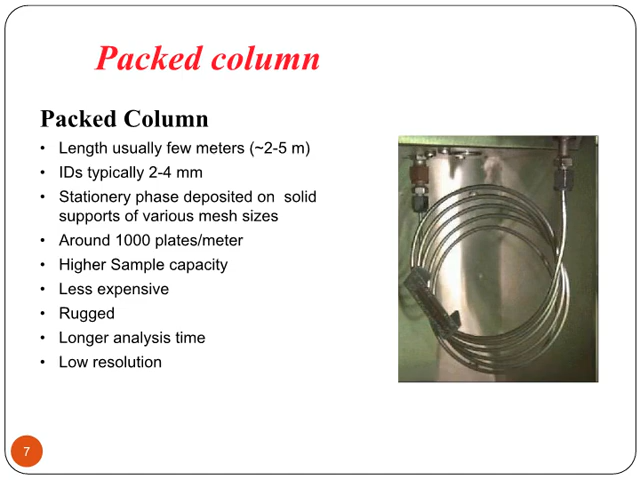 Packed column
Packed Column
• Length usually few meters (~2-5 m)
• IDs typically 2-4 mm
• Stationery phase deposited on  solid
supports of various mesh sizes
• Around 1000 plates/meter
• Higher Sample capacity
• Less expensive
• Rugged
• Longer analysis time
• Low resolution
7